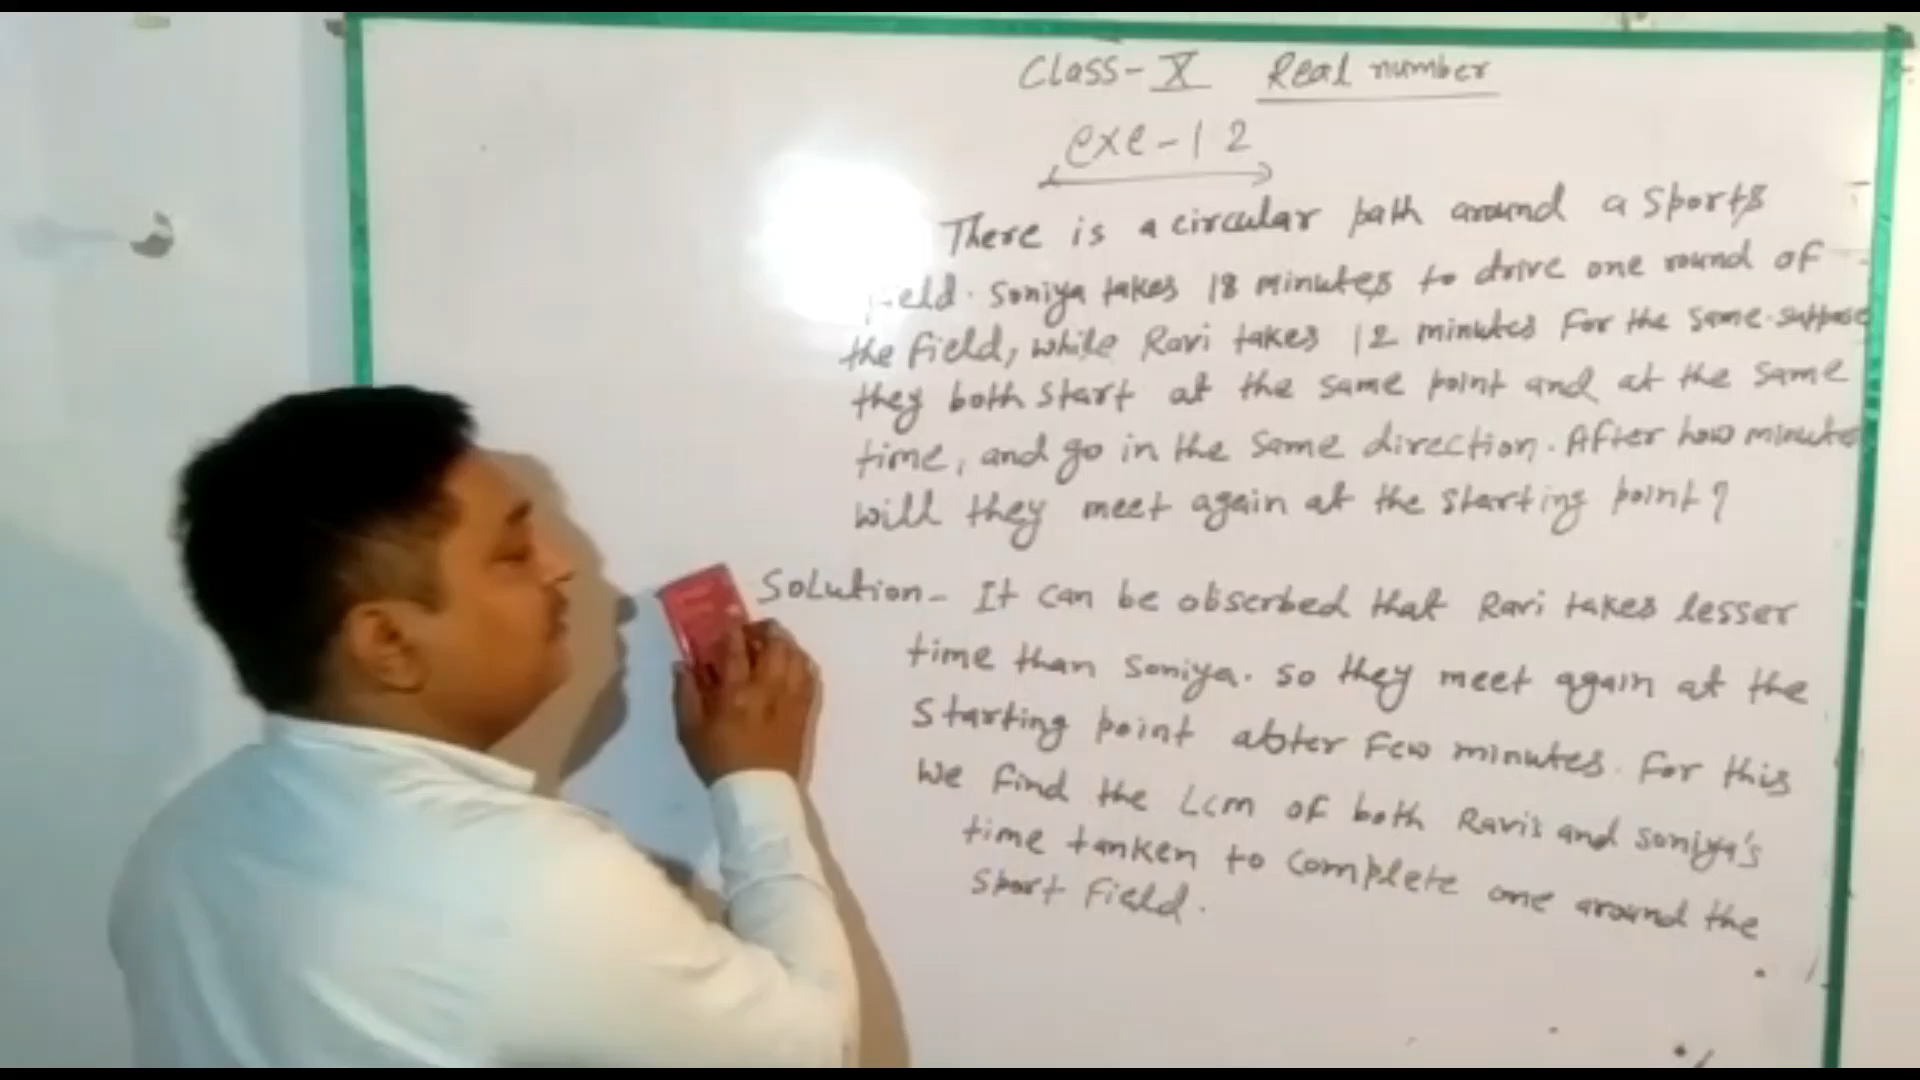 Class-X Real number
exe-1 2
There is a circular path around a sports
field. Soniya takes 18 minutes to drive one round of
the field, while Ravi takes 12 minutes for the same. suppose
they both start at the same point and at the same
time, and go in the same direction. After how minute
will they meet again at the starting point?
Solution- It can be obserbed that Ravi takes lesser
time than Soniya. so they meet again at the
starting point abter few minutes. For this
we find the Lcm of both Ravi's and soniya's
time tanken to complete one around the
sport field.